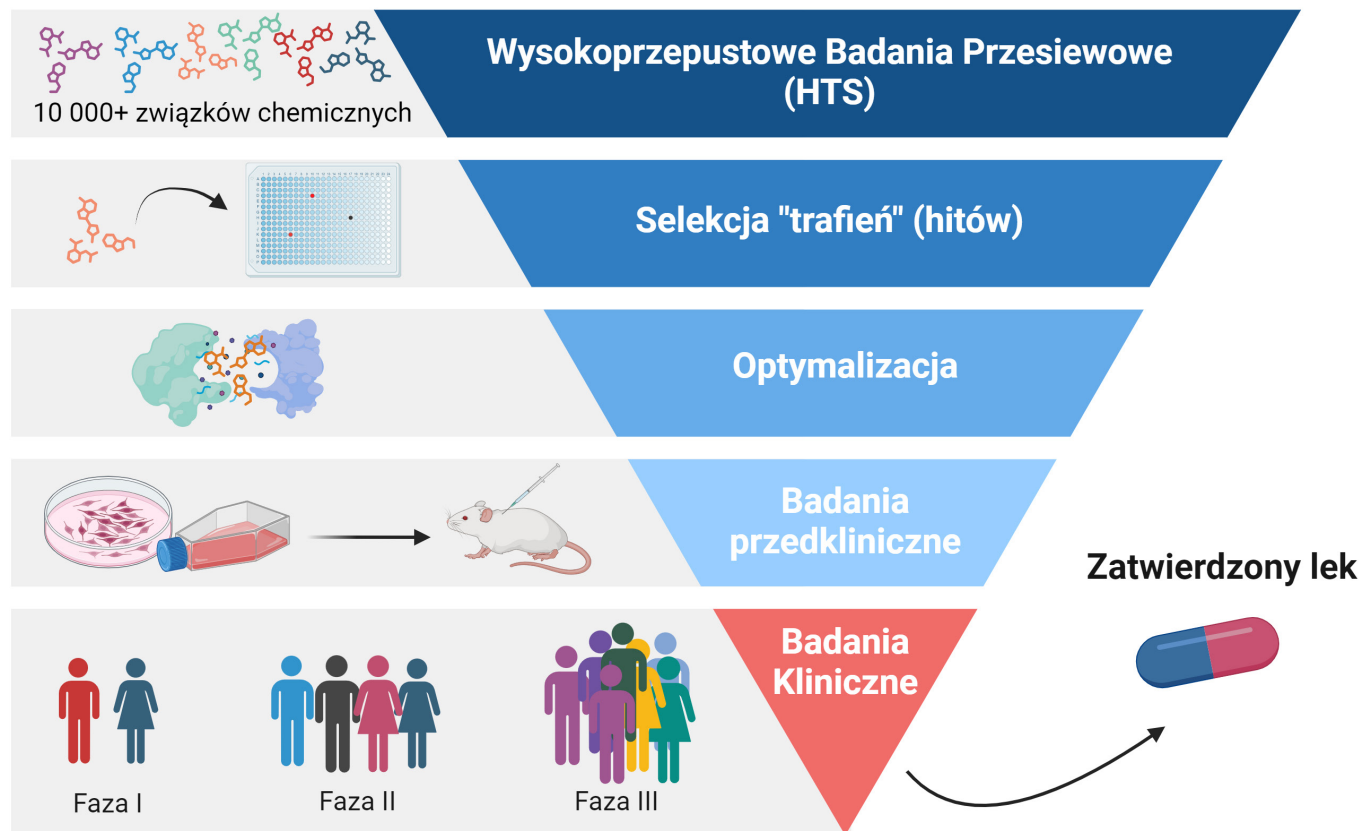 Wysokoprzepustowe Badania Przesiewowe
(HTS)
10 000+ związków chemicznych
Selekcja "trafień" (hitów)
Optymalizacja
Badania
przedkliniczne
Zatwierdzony lek
Badania
Kliniczne
Faza I
Faza II
Faza III